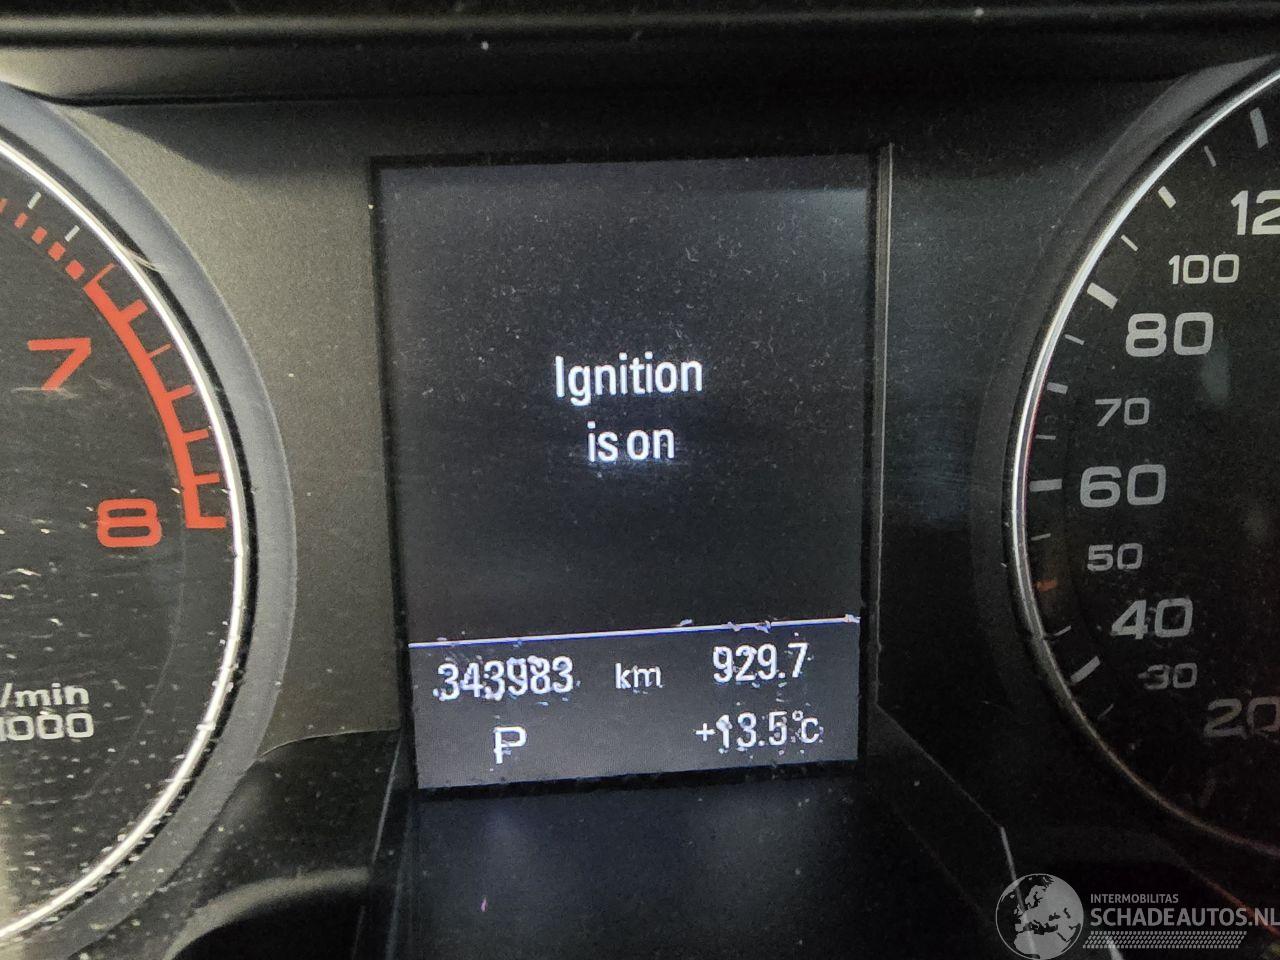 Ignition
is on
343983 km 929.7
P +13.5°c
7
8
/min
1000
100
80
70
60
50
40
30
20
INTERMOBILITAS
SCHADEAUTOS.NL